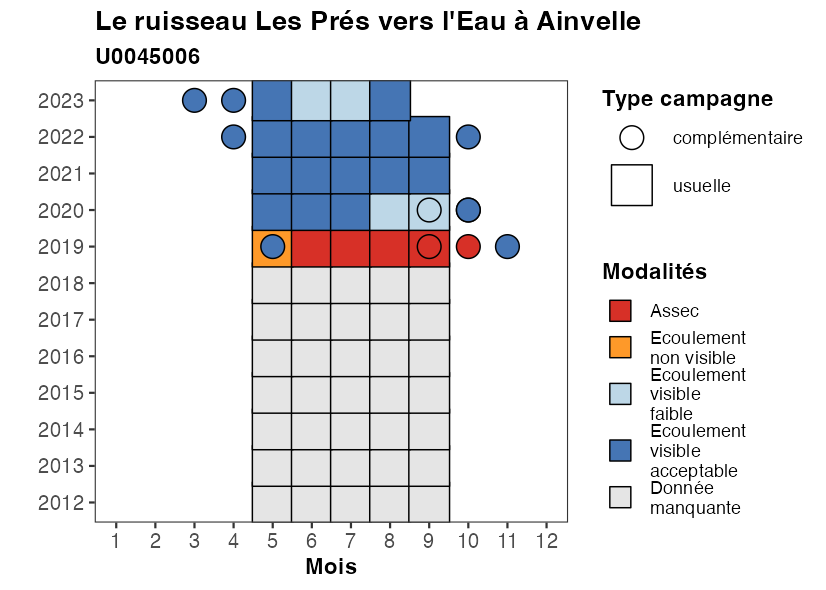 Le ruisseau Les Prés vers l'Eau à Ainvelle
U0045006
2023
2022
2021
2020
2019
2018
2017
2016
2015
2014
2013
2012
1 2 3 4 5 6 7 8 9 10 11 12
Mois
Type campagne
complémentaire
usuelle
Modalités
Assec
Ecoulement
non visible
Ecoulement
visible
faible
Ecoulement
visible
acceptable
Donnée
manquante